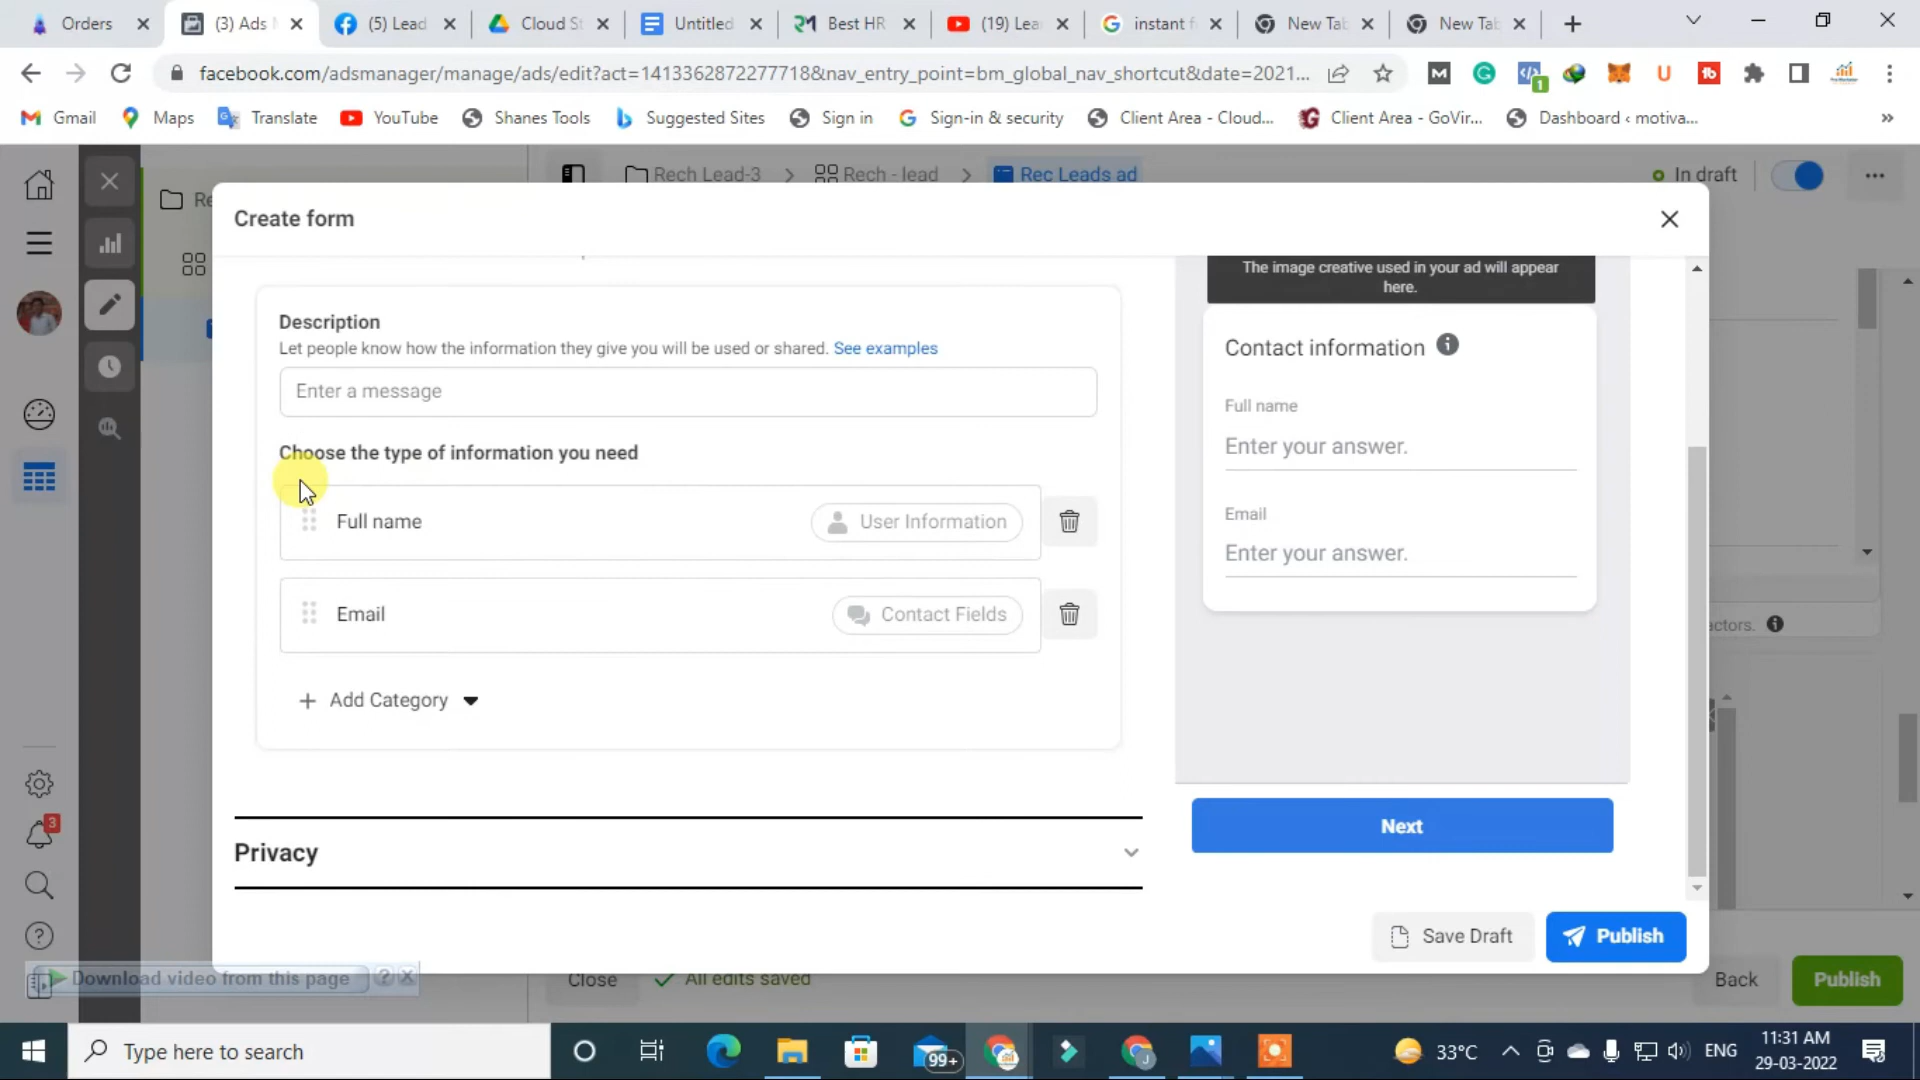 Orders
(3) Ads M
(5) Lead
Cloud St
Untitled
Best HR
(19) Lea
instant f
New Tab
New Tab
facebook.com/adsmanager/manage/ads/edit?act=1413362872277718&nav_entry_point=bm_global_nav_shortcut&date=2021...
1
Gmail
Maps
Translate
YouTube
Shanes Tools
Suggested Sites
Sign in
Sign-in & security
Client Area - Cloud...
Client Area - GoVir...
Dashboard ‹ motiva...
»
Rech Lead-3
Rech - lead
Rec Leads ad
In draft
Re
Create form
The image creative used in your ad will appear
here.
Description
Let people know how the information they give you will be used or shared. See examples
Enter a message
Choose the type of information you need
Full name
User Information
Email
Contact Fields
Add Category
Contact information
Full name
Enter your answer.
Email
Enter your answer.
actors.
Next
Privacy
Save Draft
Publish
3
Download video from this page
Close
All edits saved
Back
Publish
Type here to search
99+
33°C
ENG
11:31 AM
29-03-2022